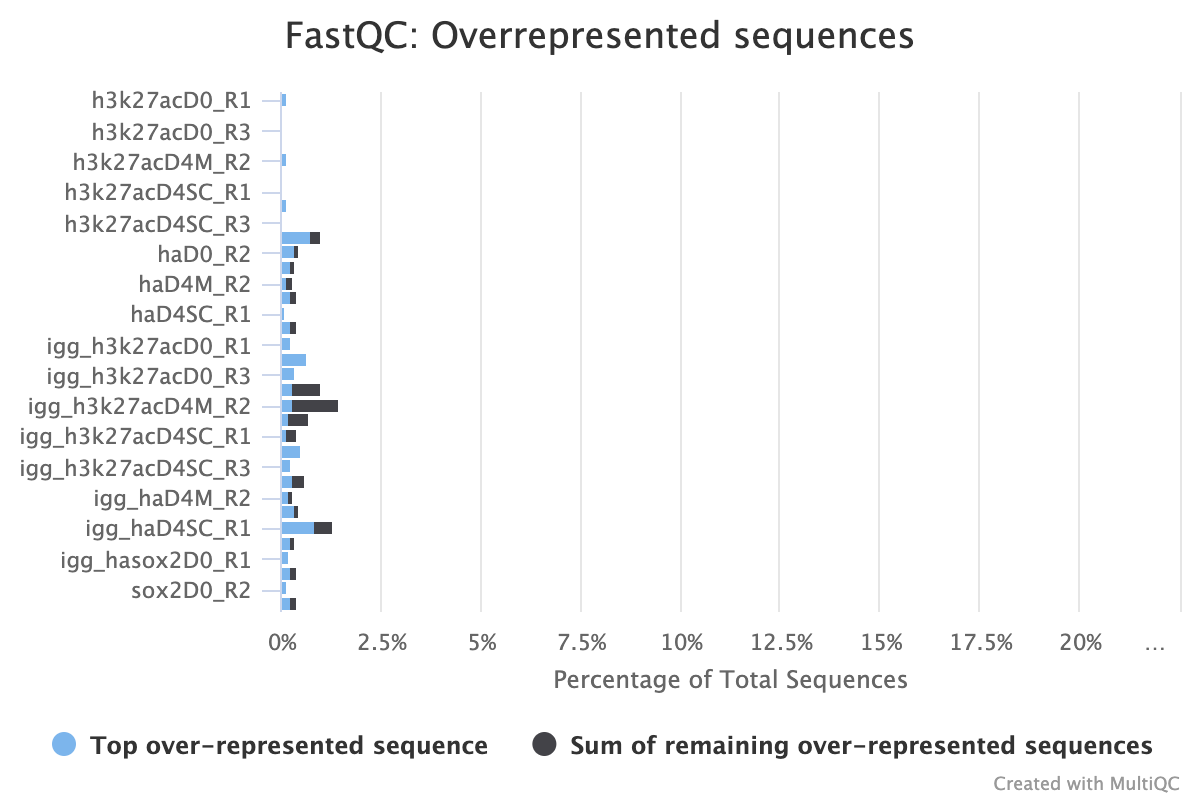 FastQC: Overrepresented sequences
h3k27acD0_R1
h3k27acD0_R3
h3k27acD4M_R2
h3k27acD4SC_R1
h3k27acD4SC_R3
haD0_R2
haD4M_R2
haD4SC_R1
igg_h3k27acD0_R1
igg_h3k27acD0_R3
igg_h3k27acD4M_R2
igg_h3k27acD4SC_R1
igg_h3k27acD4SC_R3
igg_haD4M_R2
igg_haD4SC_R1
igg_hasox2D0_R1
sox2D0_R2
0% 2.5% 5% 7.5% 10% 12.5% 15% 17.5% 20% ...
Percentage of Total Sequences
Top over-represented sequence Sum of remaining over-represented sequences
Created with MultiQC